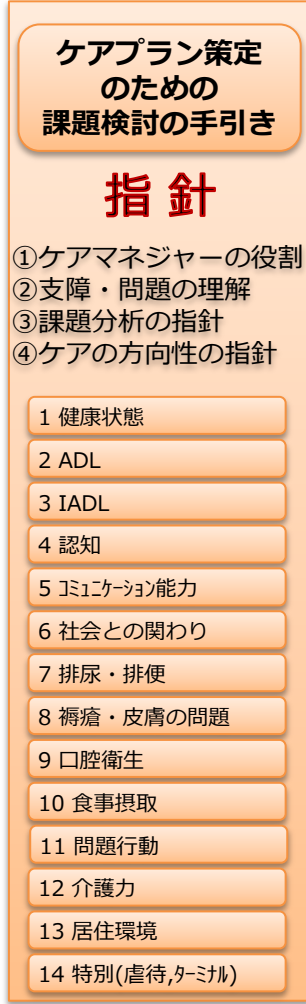 ケアプラン策定
のための
課題検討の手引き
指 針
①ケアマネジャーの役割
②支障・問題の理解
③課題分析の指針
④ケアの方向性の指針
1 健康状態
2 ADL
3 IADL
4 認知
5 ｺﾐｭﾆｹｰｼｮﾝ能力
6 社会との関わり
7 排尿・排便
8 褥瘡・皮膚の問題
9 口腔衛生
10 食事摂取
11 問題行動
12 介護力
13 居住環境
14 特別(虐待,ﾀｰﾐﾅﾙ)